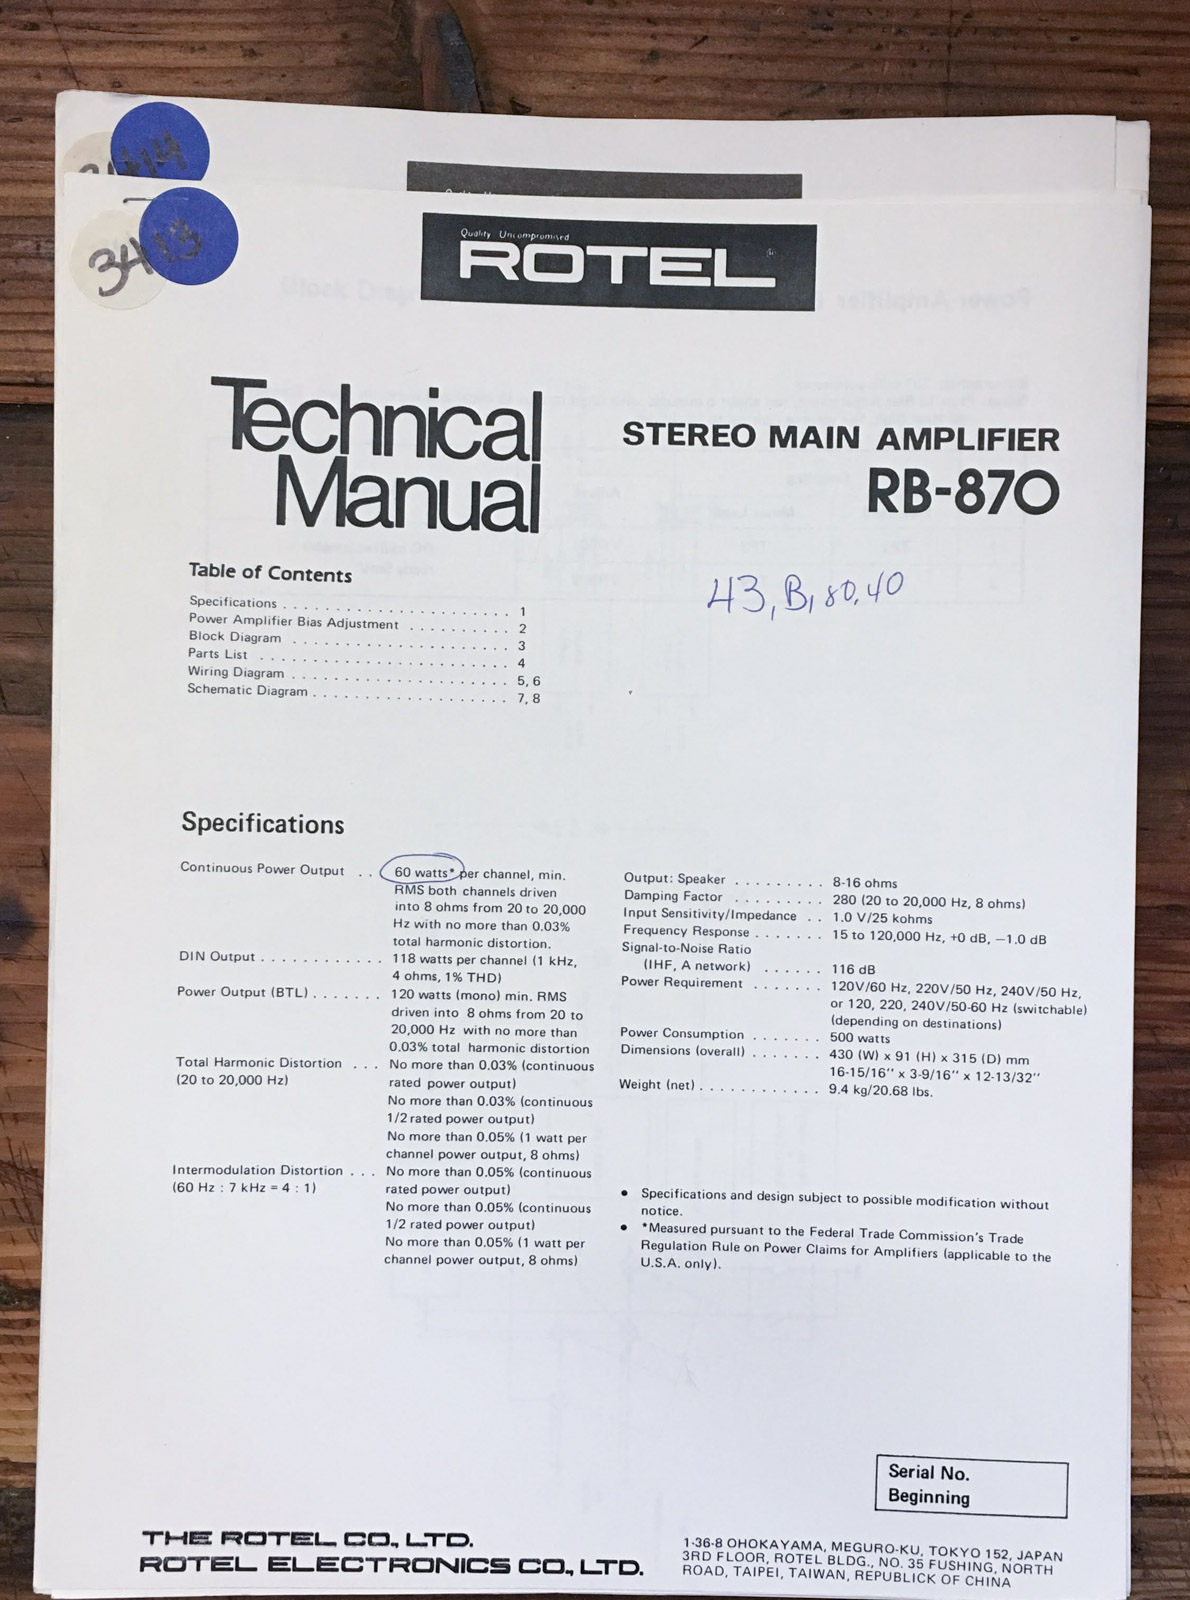 3413
Quality Uncompromised
ROTEL
Technical
Manual
STEREO MAIN AMPLIFIER
RB-870
43, B, 80, 40
Table of Contents
Specifications . . . . . . . . . . . . . . . . . . . . . . 1
Power Amplifier Bias Adjustment . . . . . . . . . . 2
Block Diagram . . . . . . . . . . . . . . . . . . . . . 3
Parts List . . . . . . . . . . . . . . . . . . . . . . . . 4
Wiring Diagram . . . . . . . . . . . . . . . . . . . . . 5, 6
Schematic Diagram . . . . . . . . . . . . . . . . . . . 7, 8
Specifications
Continuous Power Output . . 60 watts* per channel, min.
RMS both channels driven
into 8 ohms from 20 to 20,000
Hz with no more than 0.03%
total harmonic distortion.
DIN Output . . . . . . . . . . . . 118 watts per channel (1 kHz,
4 ohms, 1% THD)
Power Output (BTL) . . . . . . . 120 watts (mono) min. RMS
driven into 8 ohms from 20 to
20,000 Hz with no more than
0.03% total harmonic distortion
Total Harmonic Distortion . . . No more than 0.03% (continuous
(20 to 20,000 Hz) rated power output)
No more than 0.03% (continuous
1/2 rated power output)
No more than 0.05% (1 watt per
channel power output, 8 ohms)
Intermodulation Distortion . . . No more than 0.05% (continuous
(60 Hz : 7 kHz = 4 : 1) rated power output)
No more than 0.05% (continuous
1/2 rated power output)
No more than 0.05% (1 watt per
channel power output, 8 ohms)
Output: Speaker . . . . . . . . . 8-16 ohms
Damping Factor . . . . . . . . . 280 (20 to 20,000 Hz, 8 ohms)
Input Sensitivity/Impedance . . 1.0 V/25 kohms
Frequency Response . . . . . . . 15 to 120,000 Hz, +0 dB, −1.0 dB
Signal-to-Noise Ratio
(IHF, A network) . . . . . . 116 dB
Power Requirement . . . . . . . 120V/60 Hz, 220V/50 Hz, 240V/50 Hz,
or 120, 220, 240V/50-60 Hz (switchable)
(depending on destinations)
Power Consumption . . . . . . . 500 watts
Dimensions (overall) . . . . . . . 430 (W) x 91 (H) x 315 (D) mm
16-15/16'' x 3-9/16'' x 12-13/32''
Weight (net) . . . . . . . . . . . . 9.4 kg/20.68 lbs.
• Specifications and design subject to possible modification without
notice.
• *Measured pursuant to the Federal Trade Commission's Trade
Regulation Rule on Power Claims for Amplifiers (applicable to the
U.S.A. only).
Serial No.
Beginning
THE ROTEL CO., LTD.
ROTEL ELECTRONICS CO., LTD.
1-36-8 OHOKAYAMA, MEGURO-KU, TOKYO 152, JAPAN
3RD FLOOR, ROTEL BLDG., NO. 35 FUSHING, NORTH
ROAD, TAIPEI, TAIWAN, REPUBLICK OF CHINA